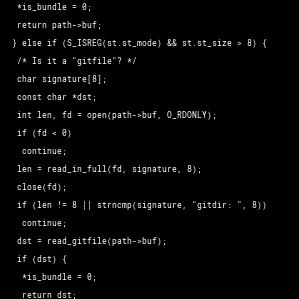 *is_bundle = 0;
return path->buf;
} else if (S_ISREG(st.st_mode) && st.st_size > 8) {
/* Is it a "gitfile"? */
char signature[8];
const char *dst;
int len, fd = open(path->buf, O_RDONLY);
if (fd < 0)
continue;
len = read_in_full(fd, signature, 8);
close(fd);
if (len != 8 || strncmp(signature, "gitdir: ", 8))
continue;
dst = read_gitfile(path->buf);
if (dst) {
*is_bundle = 0;
return dst;